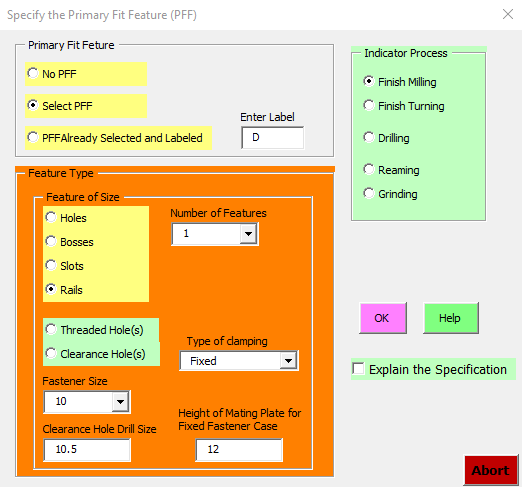 Specify the Primary Fit Feature (PFF)
Primary Fit Feture
No PFF
Select PFF
PFFAlready Selected and Labeled
Enter Label
D
Indicator Process
Finish Milling
Finish Turning
Drilling
Reaming
Grinding
Feature Type
Feature of Size
Holes
Bosses
Slots
Rails
Number of Features
1
Threaded Hole(s)
Clearance Hole(s)
Type of clamping
Fixed
Fastener Size
10
Clearance Hole Drill Size
10.5
Height of Mating Plate for
Fixed Fastener Case
12
OK
Help
Explain the Specification
Abort